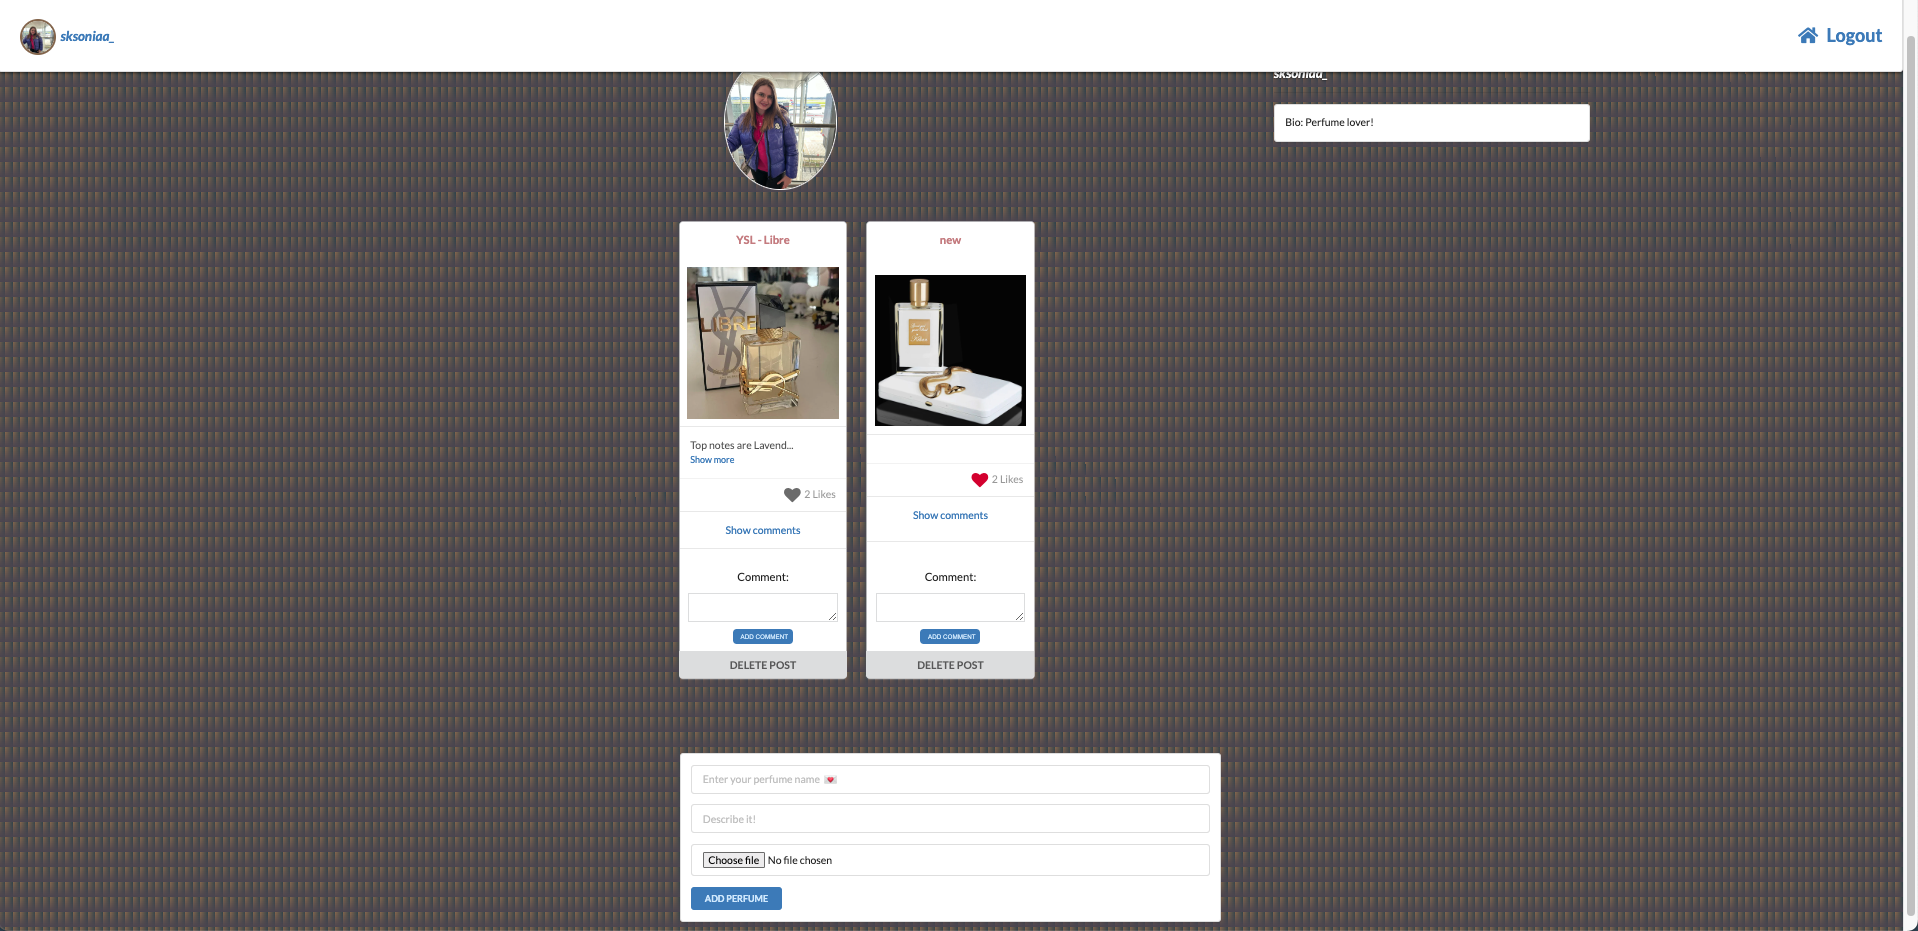 sksoniaa_
Logout
sksoniaa_
Bio: Perfume lover!
YSL - Libre
LIBRE
Top notes are Lavend...
Show more
2 Likes
Show comments
Comment:
ADD COMMENT
DELETE POST
new
2 Likes
Show comments
Comment:
ADD COMMENT
DELETE POST
Enter your perfume name 💌
Describe it!
Choose file No file chosen
ADD PERFUME